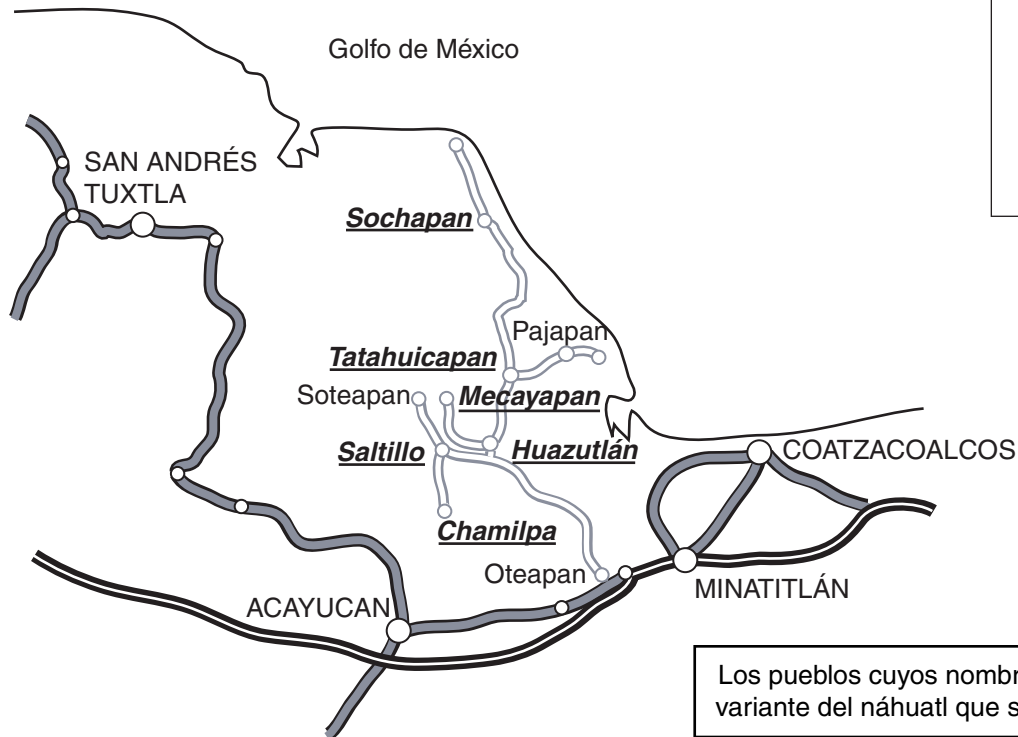 Golfo de México
SAN ANDRÉS
TUXTLA
Sochapan
Pajapan
Tatahuicapan
Soteapan
Mecayapan
Saltillo
Huazutlán
COATZACOALCOS
Chamilpa
Oteapan
MINATITLÁN
ACAYUCAN
Los pueblos cuyos
variante del náhuatl que